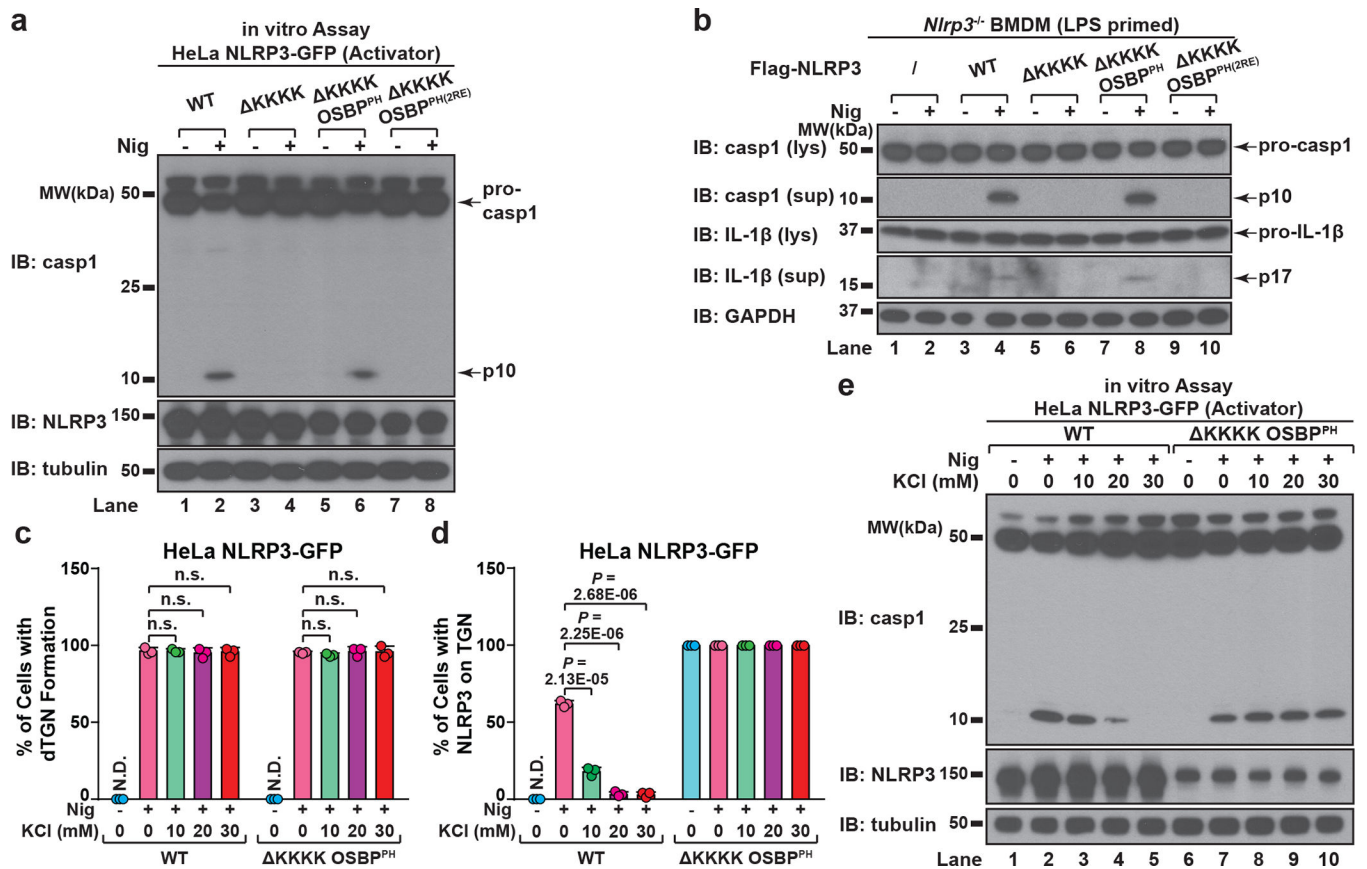 a
in vitro Assay
HeLa NLRP3-GFP (Activator)
WT ΔKKKK ΔKKKK OSBPPH ΔKKKK OSBPPH(2RE)
Nig - + - + - + - +
MW(kDa) 50
pro-casp1
IB: casp1
25
10
p10
IB: NLRP3 150
IB: tubulin 50
Lane 1 2 3 4 5 6 7 8
b
Nlrp3-/- BMDM (LPS primed)
Flag-NLRP3 / WT ΔKKKK ΔKKKK OSBPPH ΔKKKK OSBPPH(2RE)
Nig - + - + - + - + - +
MW(kDa)
IB: casp1 (lys) 50 pro-casp1
IB: casp1 (sup) 10 p10
IB: IL-1β (lys) 37 pro-IL-1β
IB: IL-1β (sup) 15 p17
IB: GAPDH 37
Lane 1 2 3 4 5 6 7 8 9 10
c
HeLa NLRP3-GFP
% of Cells with dTGN Formation
150
100
50
0
n.s.
n.s.
n.s.
n.s.
n.s.
n.s.
N.D.
N.D.
Nig - + + + + - + + + +
KCl (mM) 0 0 10 20 30 0 0 10 20 30
WT ΔKKKK OSBPPH
d
HeLa NLRP3-GFP
% of Cells with NLRP3 on TGN
150
100
50
0
P = 2.68E-06
P = 2.25E-06
P = 2.13E-05
N.D.
Nig - + + + + - + + + +
KCl (mM) 0 0 10 20 30 0 0 10 20 30
WT ΔKKKK OSBPPH
e
in vitro Assay
HeLa NLRP3-GFP (Activator)
WT ΔKKKK OSBPPH
Nig - + + + + - + + + +
KCl (mM) 0 0 10 20 30 0 0 10 20 30
MW(kDa) 50
IB: casp1
25
10
IB: NLRP3 150
IB: tubulin 50
Lane 1 2 3 4 5 6 7 8 9 10